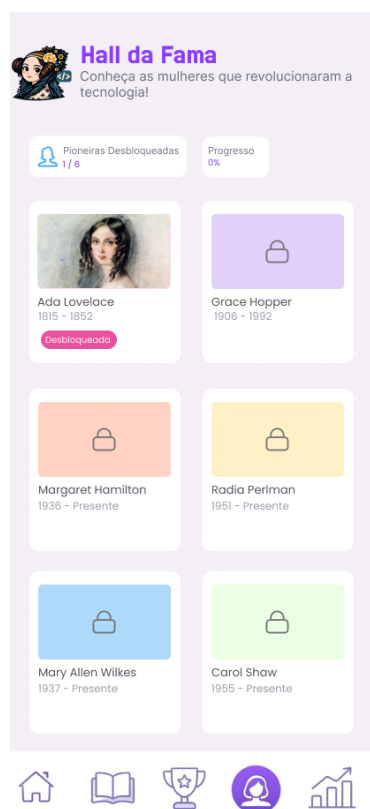 Hall da Fama
Conheça as mulheres que revolucionaram a
tecnologia!
</>
Pioneiras Desbloqueadas
1 / 6
Progresso
0%
Ada Lovelace
1815 - 1852
Desbloqueada
Grace Hopper
1906 - 1992
Margaret Hamilton
1936 - Presente
Radia Perlman
1951 - Presente
Mary Allen Wilkes
1937 - Presente
Carol Shaw
1955 - Presente